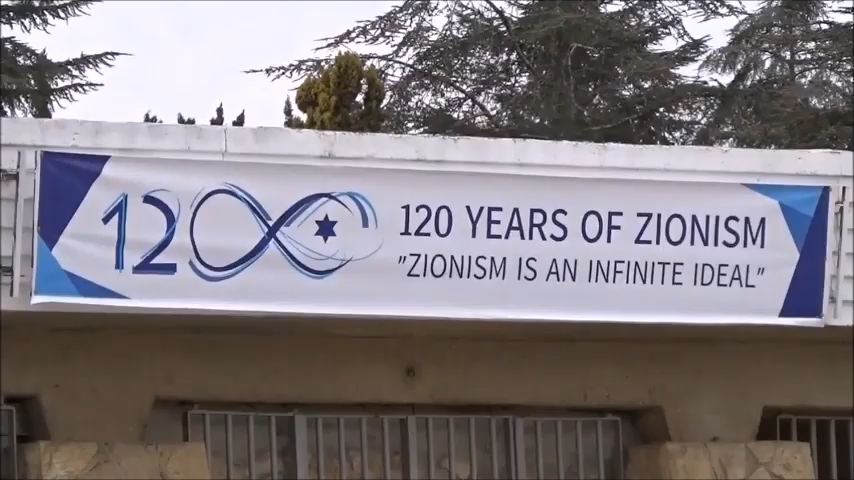 120
120 YEARS OF ZIONISM
"ZIONISM IS AN INFINITE IDEAL"